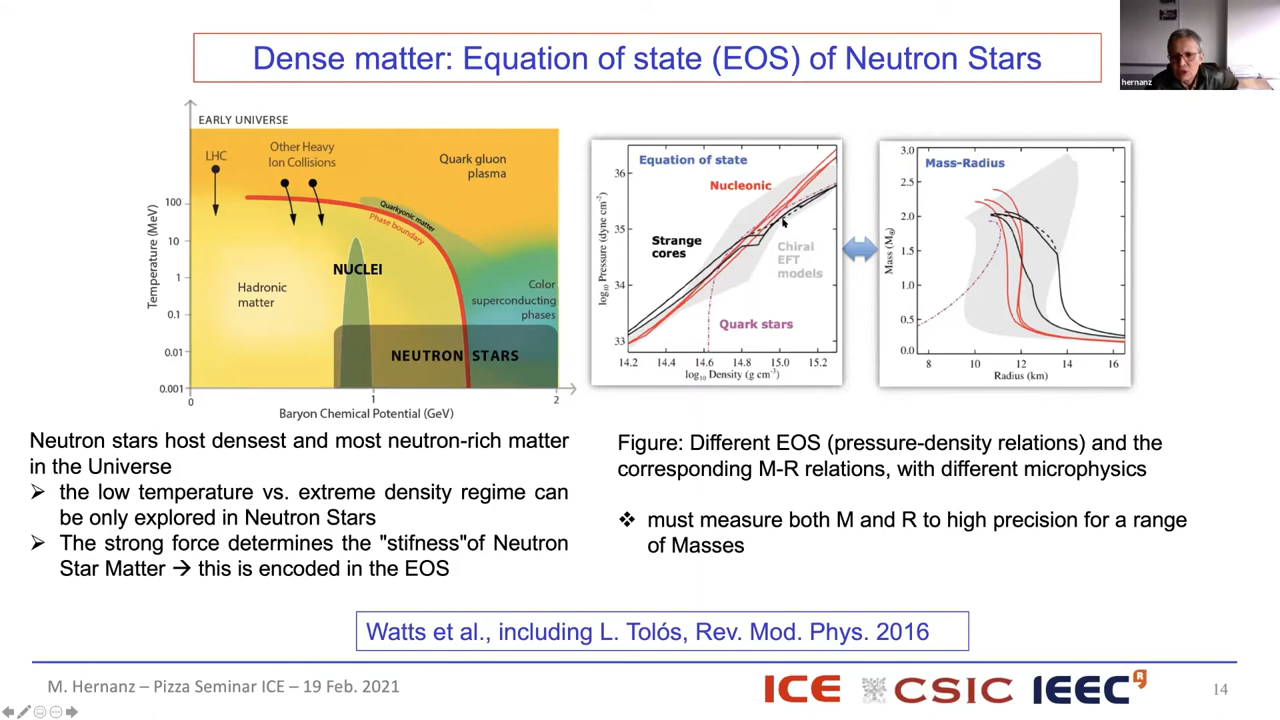 Dense matter: Equation of state (EOS) of Neutron Stars
hernanz
EARLY UNIVERSE
LHC
Other Heavy
Ion Collisions
Quark gluon
plasma
Quarkyonic matter
Phase boundary
NUCLEI
Hadronic
matter
Color
superconducting
phases
NEUTRON STARS
Temperature (MeV)
100
10
1
0.1
0.01
0.001
0
1
2
Baryon Chemical Potential (GeV)
Equation of state
Nucleonic
Strange
cores
Chiral
EFT
models
Quark stars
log₁₀ Pressure (dyne cm⁻²)
36
35
34
33
14.2 14.4 14.6 14.8 15.0 15.2
log₁₀ Density (g cm⁻³)
Mass-Radius
Mass (M☉)
3.0
2.5
2.0
1.5
1.0
0.5
0.0
8 10 12 14 16
Radius (km)
Neutron stars host densest and most neutron-rich matter
in the Universe
➢ the low temperature vs. extreme density regime can
be only explored in Neutron Stars
➢ The strong force determines the "stifness"of Neutron
Star Matter → this is encoded in the EOS
Figure: Different EOS (pressure-density relations) and the
corresponding M-R relations, with different microphysics
❖ must measure both M and R to high precision for a range
of Masses
Watts et al., including L. Tolós, Rev. Mod. Phys. 2016
M. Hernanz – Pizza Seminar ICE – 19 Feb. 2021
ICE
CSIC
IEEC
R
14